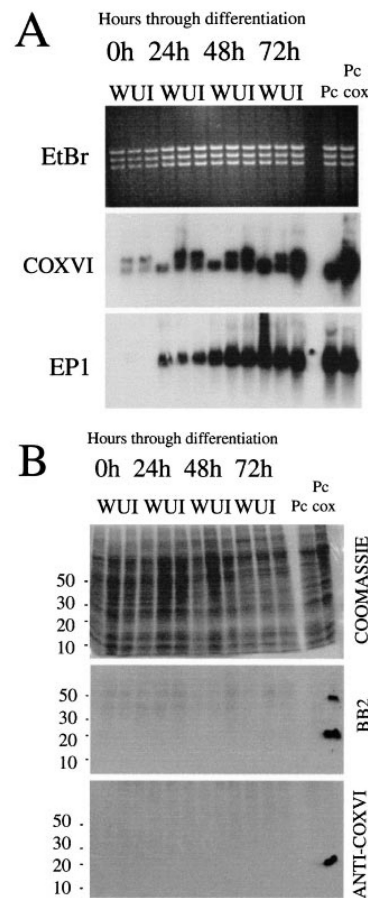 A
Hours through differentiation
0h 24h 48h 72h
Pc
WUI WUI WUI WUI Pc cox
EtBr
COXVI
EP1
B
Hours through differentiation
0h 24h 48h 72h
Pc
WUI WUI WUI WUI Pc cox
50
30
20
10
COOMASSIE
50
30
20
10
BB2
50
30
20
10
ANTI-COXVI